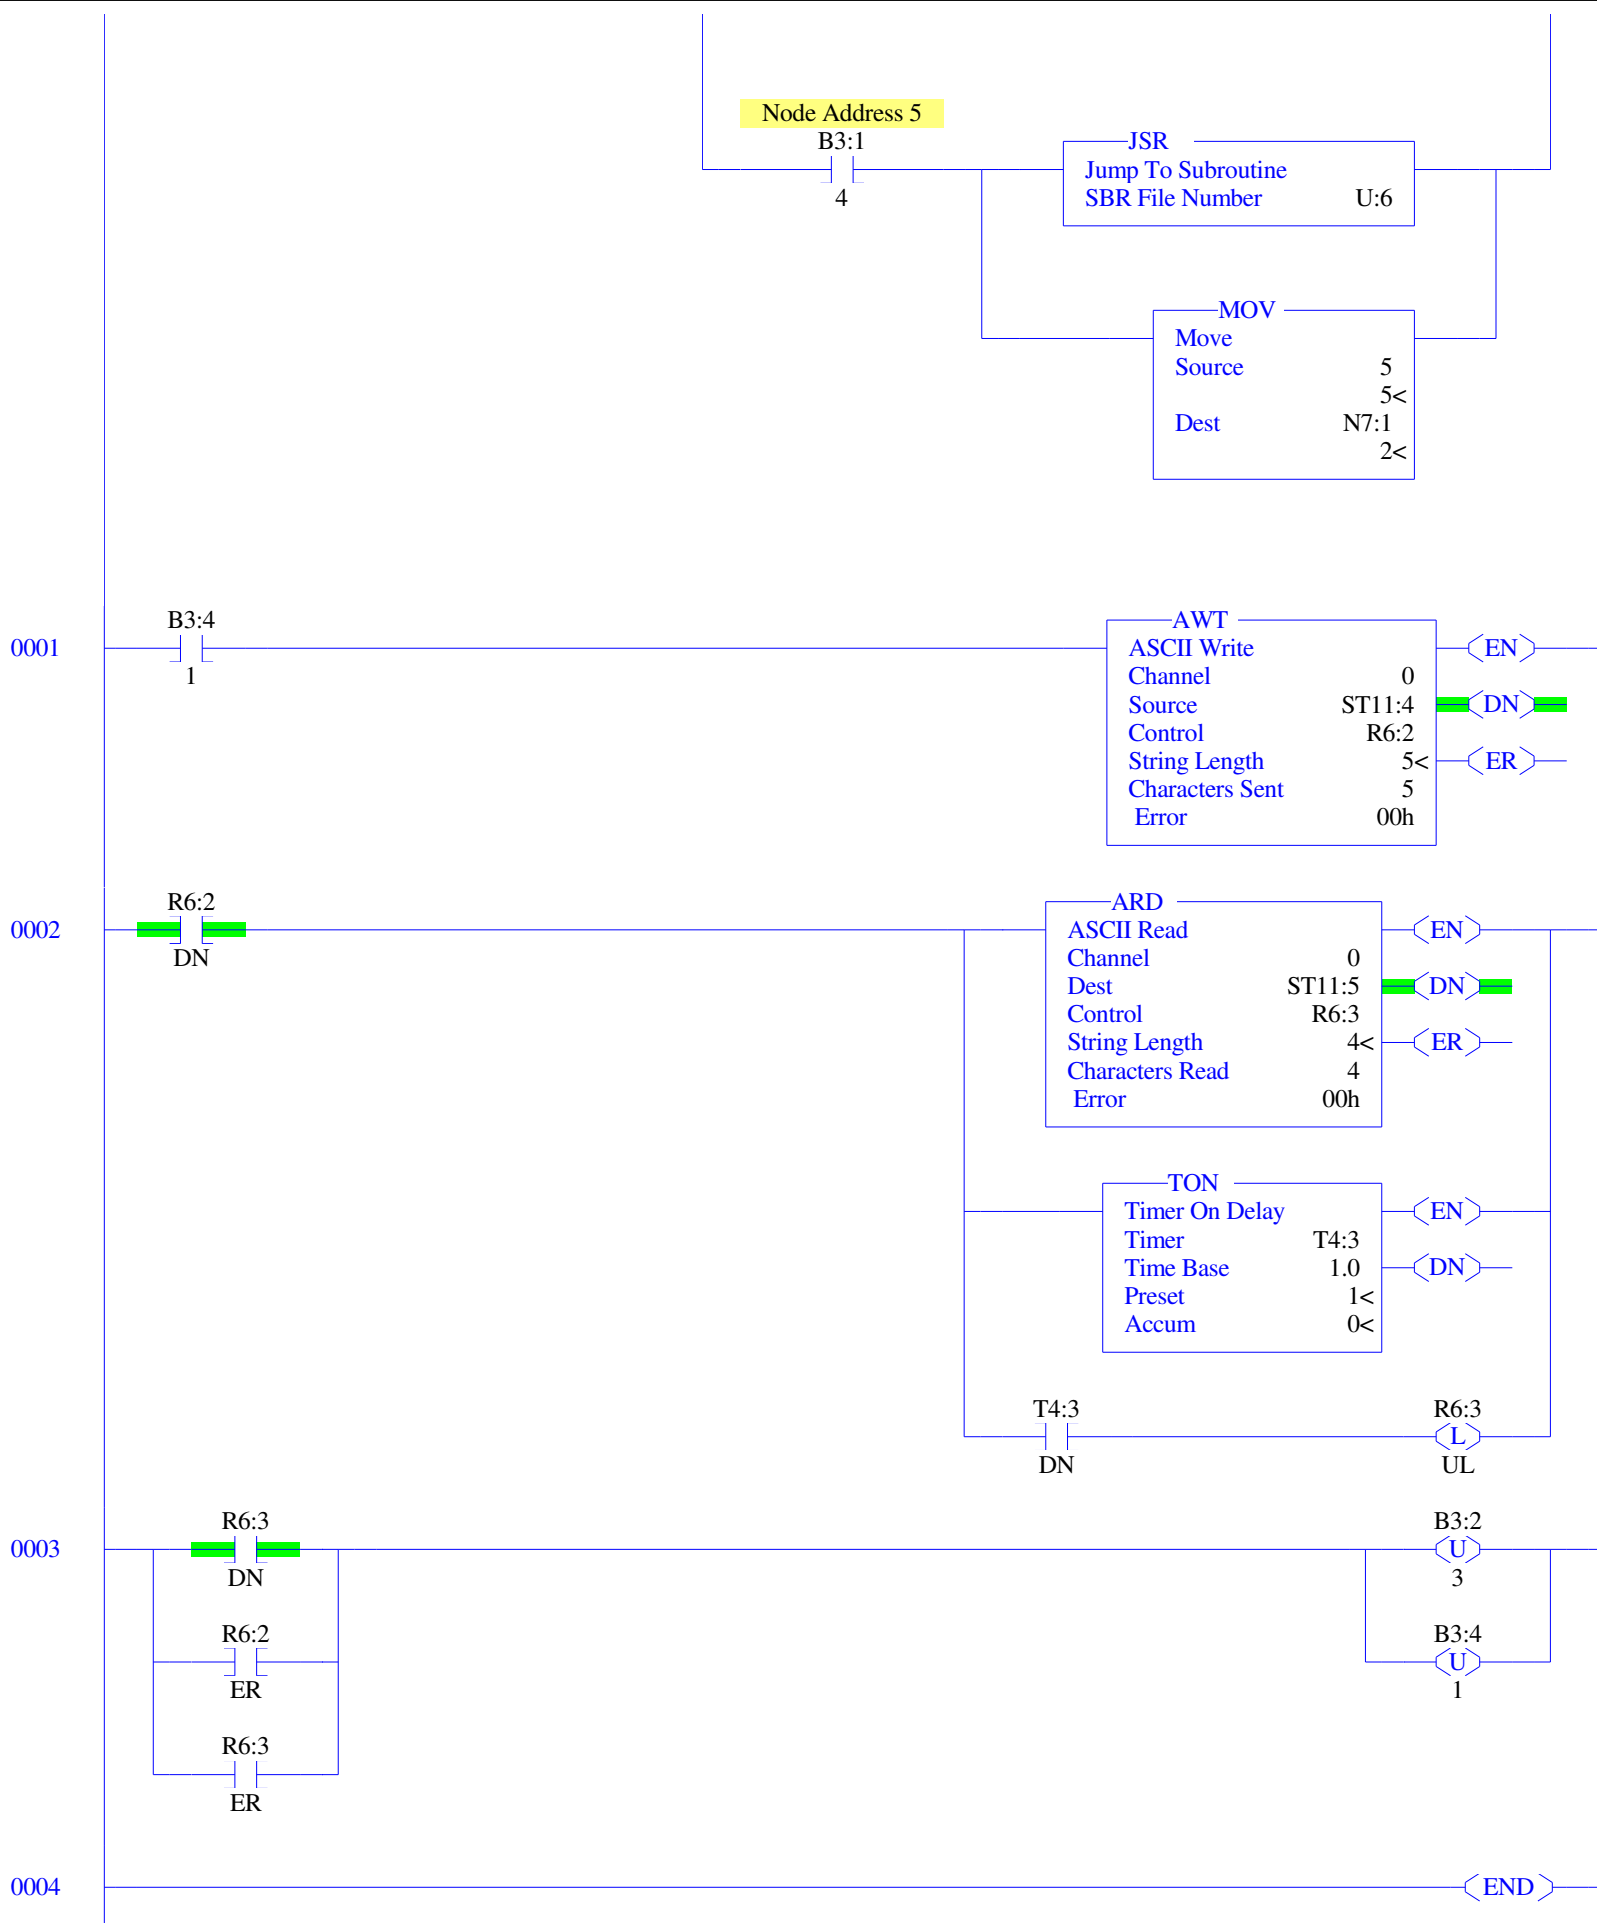 Node Address 5
B3:1
4
JSR
Jump To Subroutine
SBR File Number U:6
MOV
Move
Source 5
5<
Dest N7:1
2<
0001
B3:4
1
AWT
ASCII Write
Channel 0
Source ST11:4
Control R6:2
String Length 5<
Characters Sent 5
Error 00h
EN
DN
ER
0002
R6:2
DN
ARD
ASCII Read
Channel 0
Dest ST11:5
Control R6:3
String Length 4<
Characters Read 4
Error 00h
EN
DN
ER
TON
Timer On Delay
Timer T4:3
Time Base 1.0
Preset 1<
Accum 0<
EN
DN
T4:3
DN
R6:3
L
UL
0003
R6:3
DN
R6:2
ER
R6:3
ER
B3:2
U
3
B3:4
U
1
0004
END